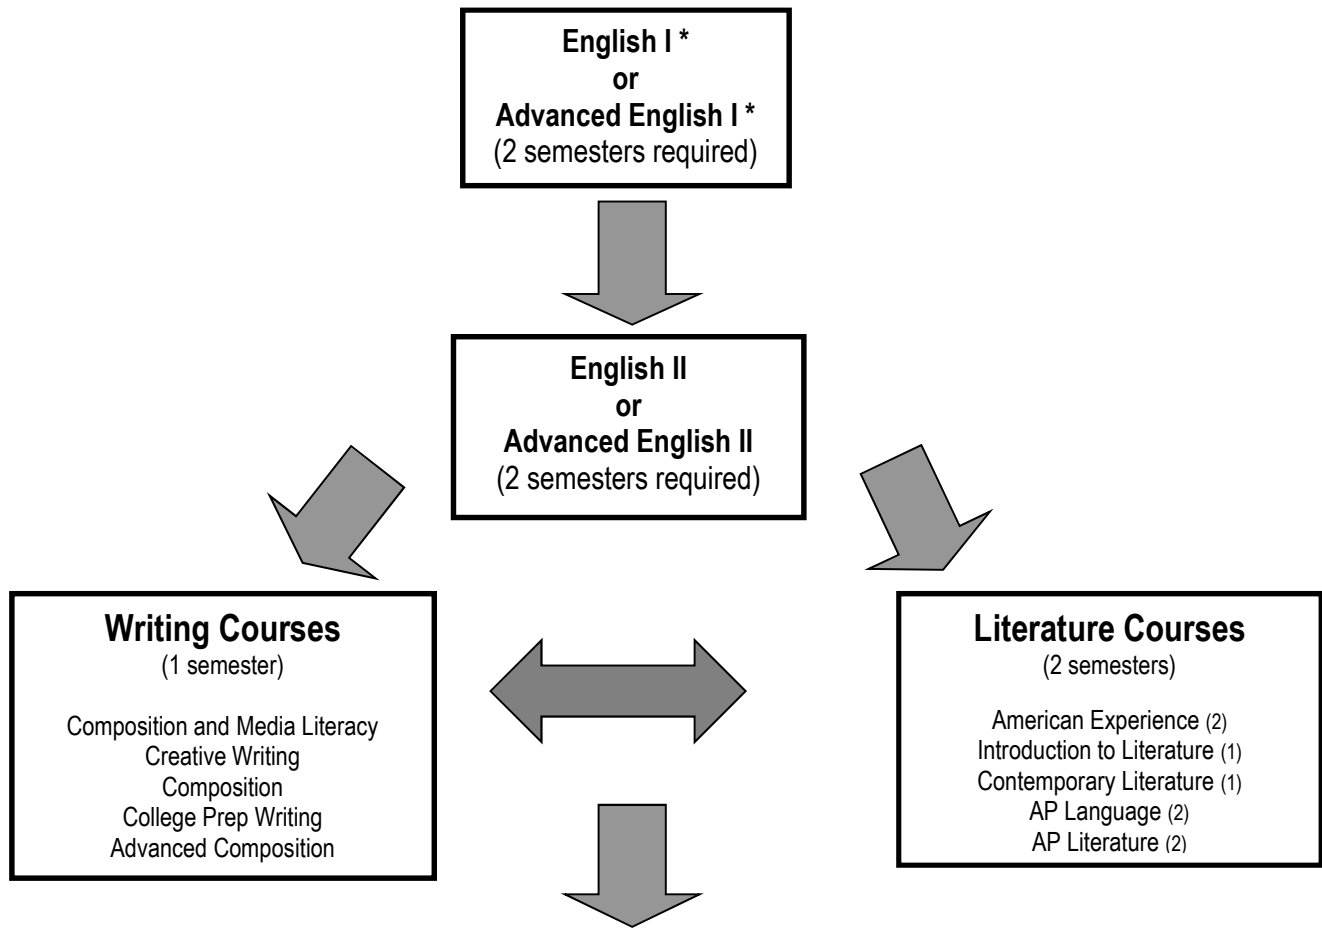 English I *
or
Advanced English I *
(2 semesters required)
English II
or
Advanced English II
(2 semesters required)
Writing Courses
(1 semester)
Composition and Media Literacy
Creative Writing
Composition
College Prep Writing
Advanced Composition
Literature Courses
(2 semesters)
American Experience (2)
Introduction to Literature (1)
Contemporary Literature (1)
AP Language (2)
AP Literature (2)